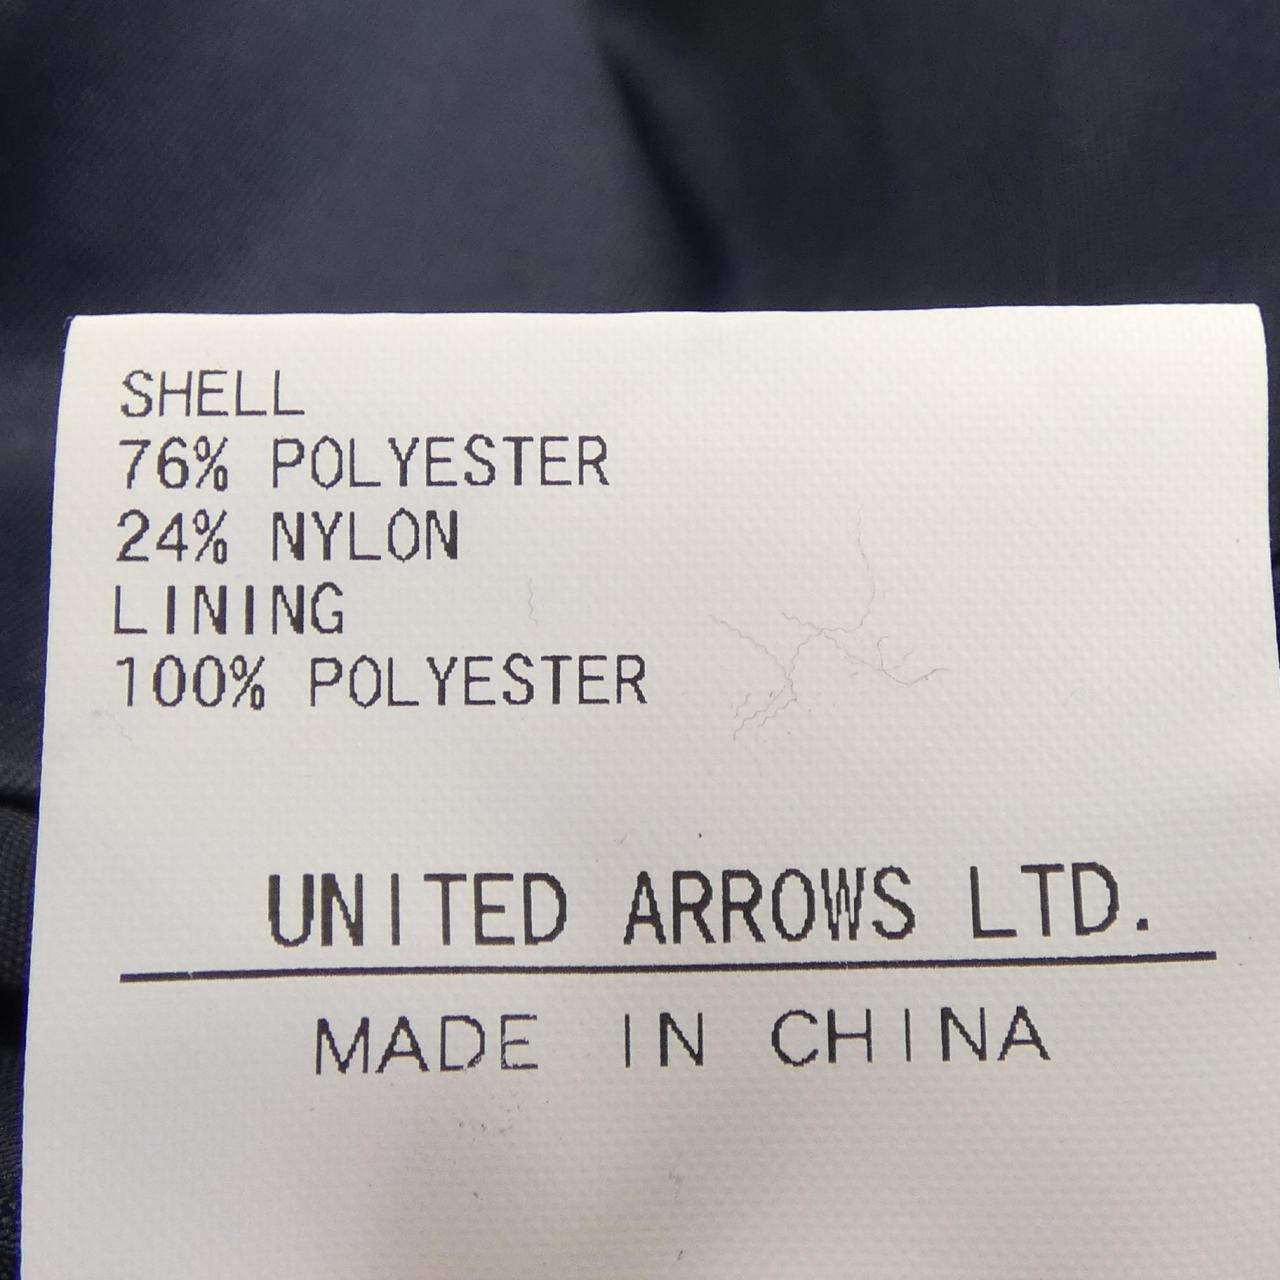 SHELL
76% POLYESTER
24% NYLON
LINING
100% POLYESTER
UNITED ARROWS LTD.
MADE IN CHINA